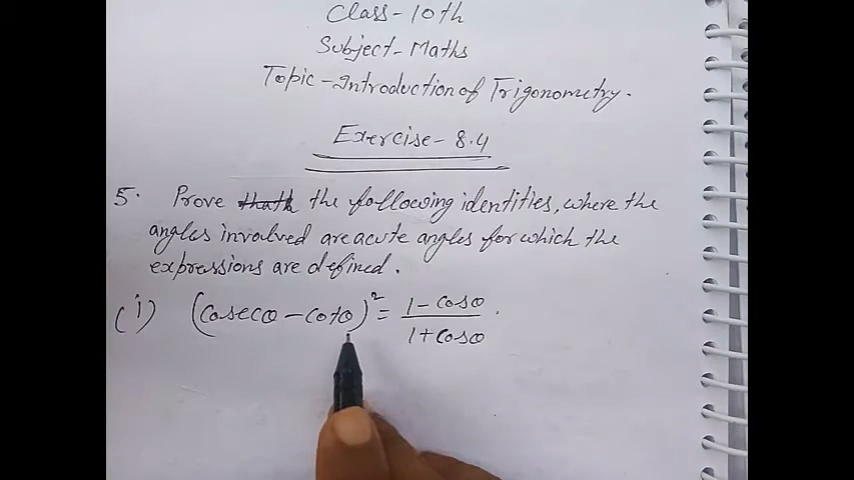 Class-10th
Subject-Maths
Topic-Introduction of Trigonometry.
Exercise-8.4
5. Prove that the following identities, where the
angles involved are acute angles for which the
expressions are defined.
(i) (cosecθ-cotθ)²= 1-cosθ/1+cosθ.